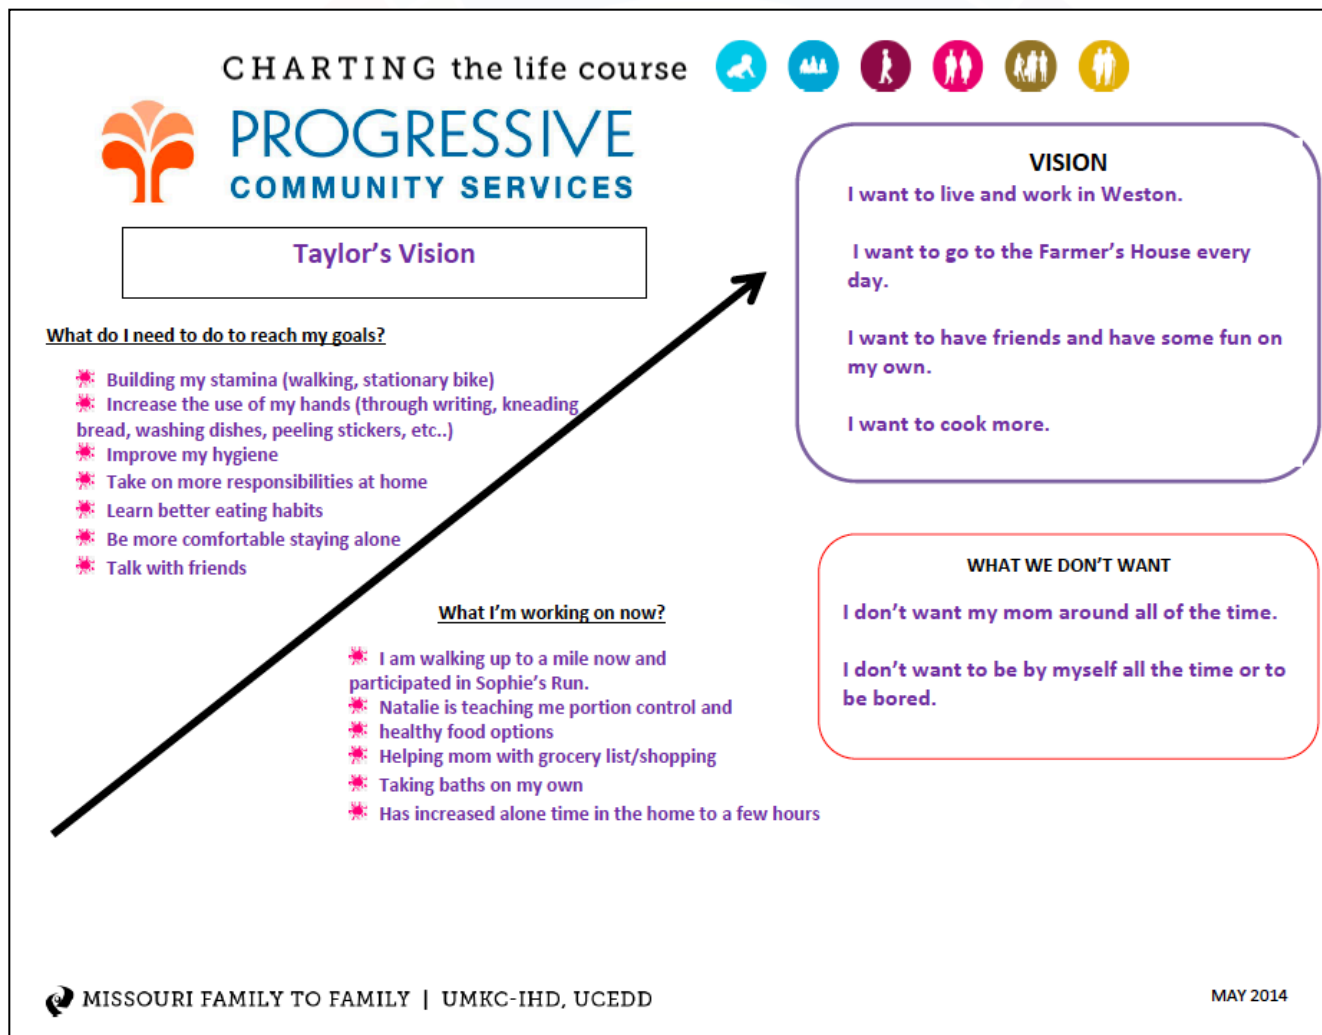 CHARTING the life course
PROGRESSIVE
COMMUNITY SERVICES
Taylor's Vision
What do I need to do to reach my goals?
Building my stamina (walking, stationary bike)
Increase the use of my hands (through writing, kneading
bread, washing dishes, peeling stickers, etc..)
Improve my hygiene
Take on more responsibilities at home
Learn better eating habits
Be more comfortable staying alone
Talk with friends
What I'm working on now?
I am walking up to a mile now and
participated in Sophie's Run.
Natalie is teaching me portion control and
healthy food options
Helping mom with grocery list/shopping
Taking baths on my own
Has increased alone time in the home to a few hours
VISION
I want to live and work in Weston.
I want to go to the Farmer's House every
day.
I want to have friends and have some fun on
my own.
I want to cook more.
WHAT WE DON'T WANT
I don't want my mom around all of the time.
I don't want to be by myself all the time or to
be bored.
MISSOURI FAMILY TO FAMILY | UMKC-IHD, UCEDD
MAY 2014